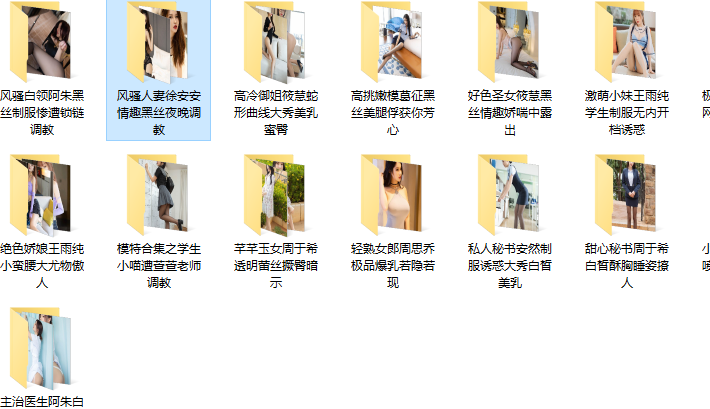 风骚白领阿朱黑
丝制服惨遭锁链
调教
风骚人妻徐安安
情趣黑丝夜晚调
教
高冷御姐筱慧蛇
形曲线大秀美乳
蜜臀
高挑嫩模葛征黑
丝美腿俘获你芳
心
好色圣女筱慧黑
丝情趣娇喘中露
出
激萌小妹王雨纯
学生制服无内开
档诱惑
绝色娇娘王雨纯
小蛮腰大尤物傲
人
模特合集之学生
小喵遭萱萱老师
调教
芊芊玉女周于希
透明蕾丝撅臀暗
示
轻熟女郎周思乔
极品爆乳若隐若
现
私人秘书安然制
服诱惑大秀白皙
美乳
甜心秘书周于希
白皙酥胸睡姿撩
人
主治医生阿朱白